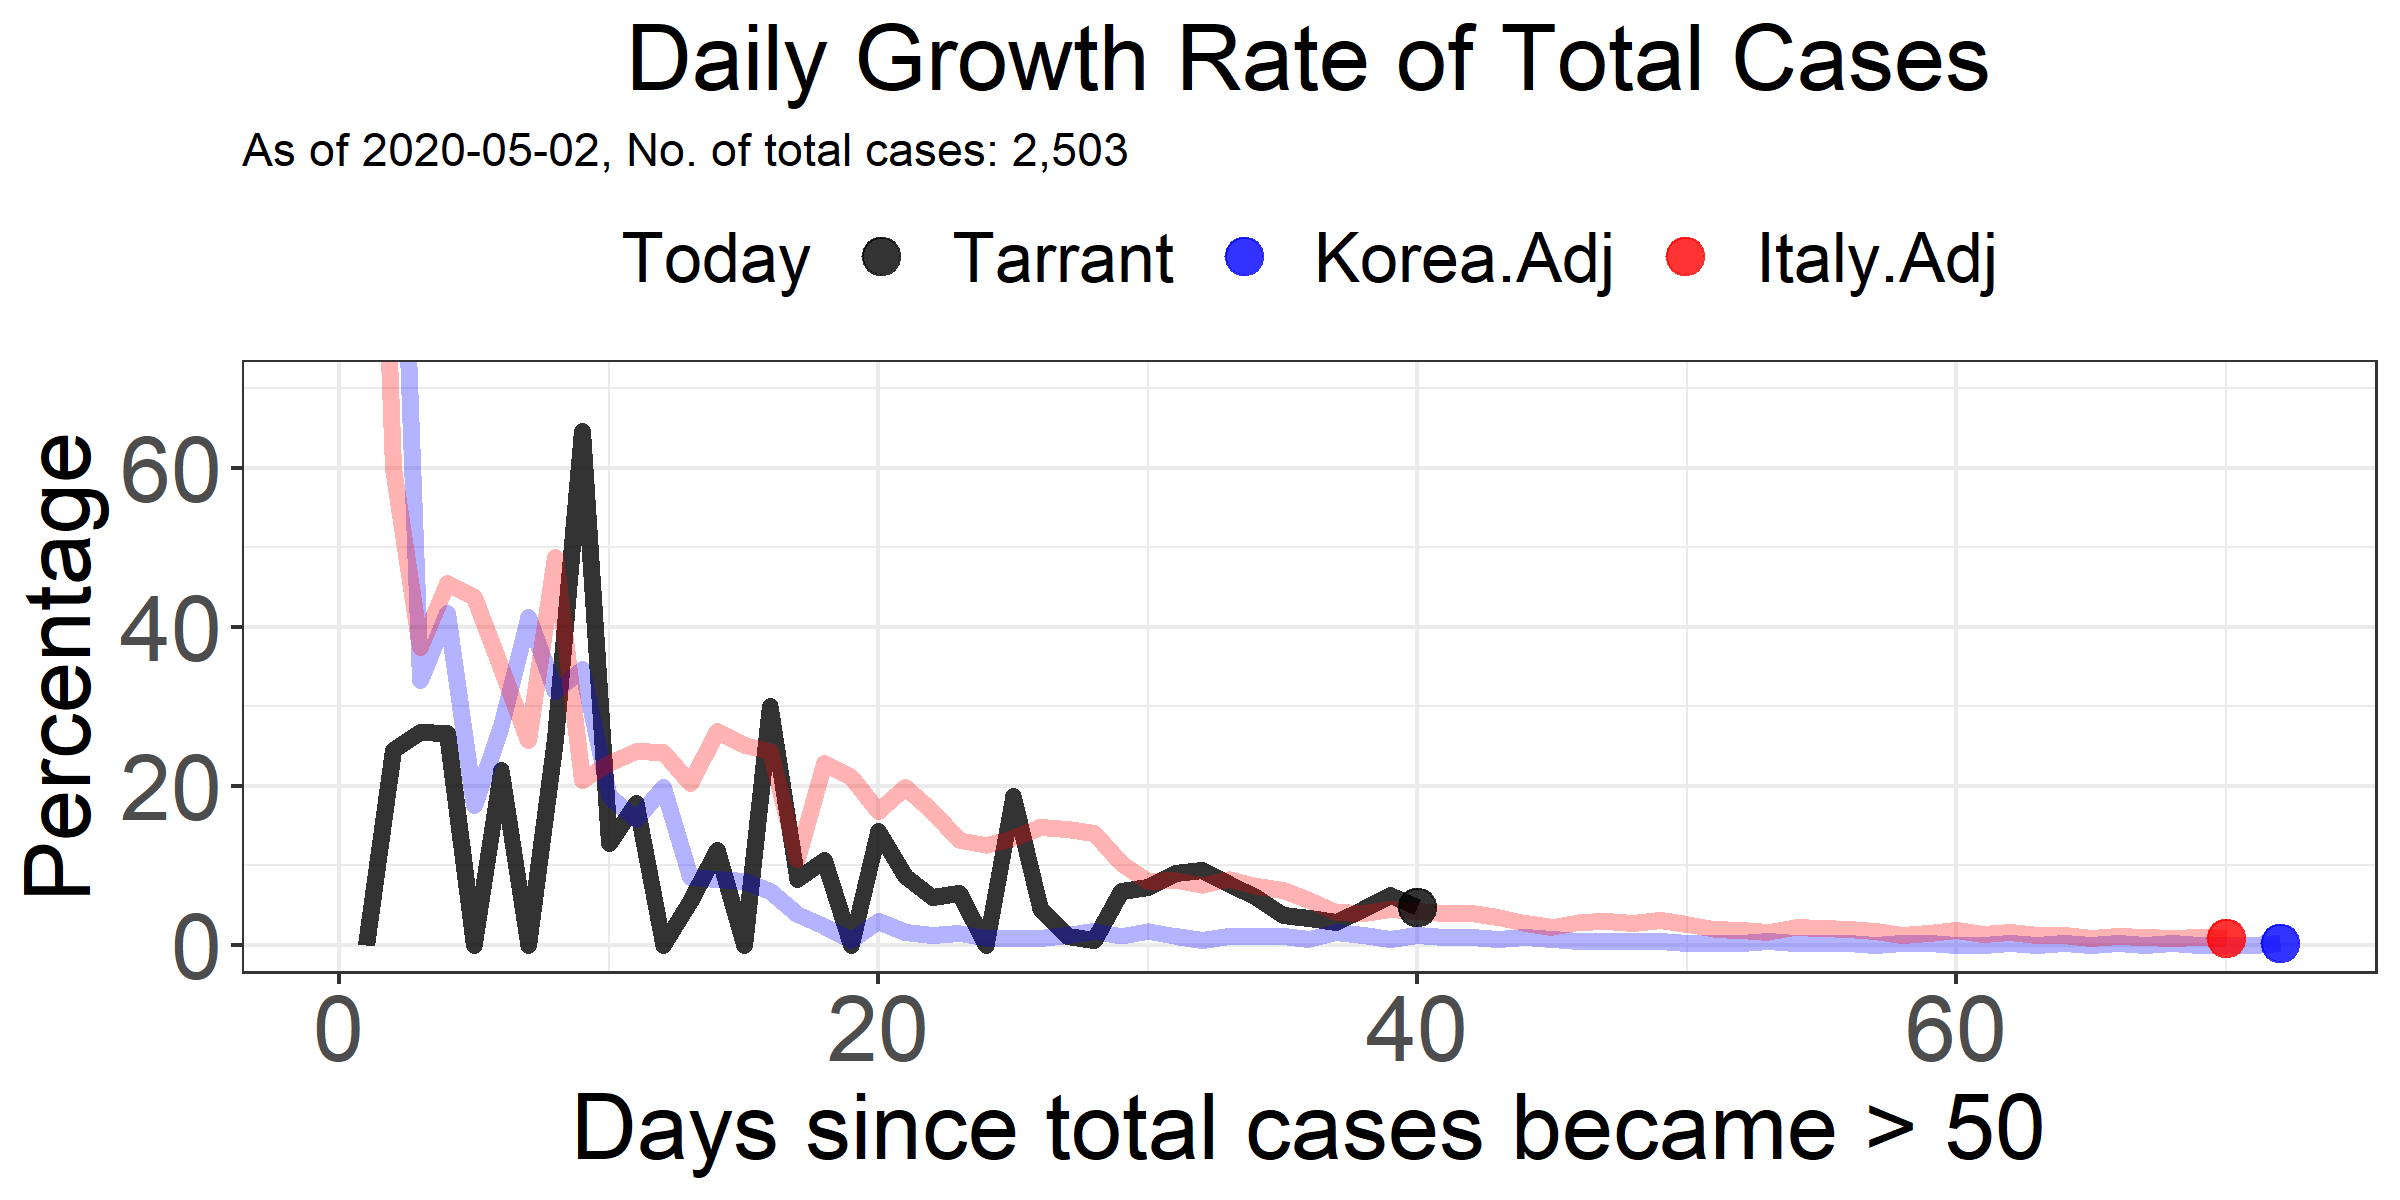 Daily Growth Rate of Total Cases
As of 2020-05-02, No. of total cases: 2,503
Today Tarrant Korea.Adj Italy.Adj
Percentage
60
40
20
0
0 20 40 60
Days since total cases became > 50